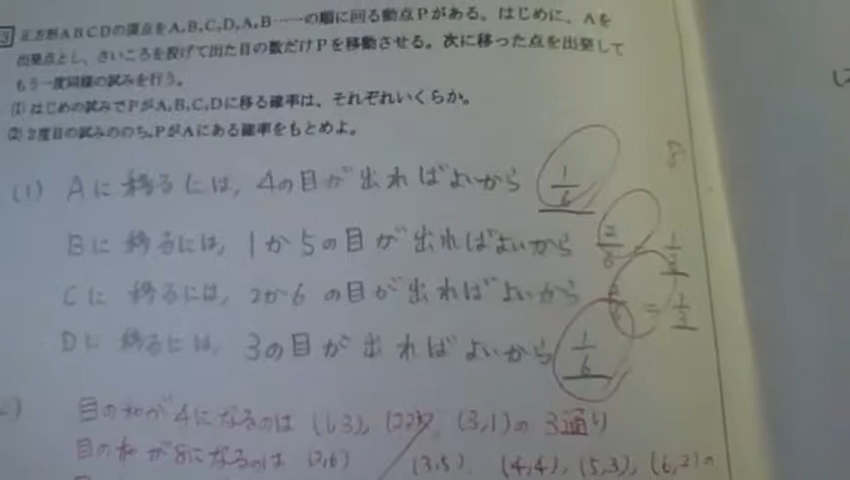 3 正方形ABCDの頂点をA,B,C,D,A,B……の順に回る動点Pがある。はじめに、Aを
出発点とし、さいころを投げて出た目の数だけPを移動させる。次に移った点を出発して
もう一度同様の試みを行う。
(1) はじめの試みでPがA,B,C,Dに移る確率は、それぞれいくらか。
(2) 2度目の試みののち,PがAにある確率をもとめよ。
(1) Aに移るには, 4の目が出ればよいから 1/6
8
Bに移るには, 1か5の目が出ればよいから 2/6 = 1/3
Cに移るには, 2か6の目が出ればよいから = 1/3
Dに移るには, 3の目が出ればよいから 1/6
目の和が4になるのは (1,3), (2,2), (3,1)の 3通り
目の和が8になるのは (2,6) (3,5) (4,4), (5,3), (6,2)の